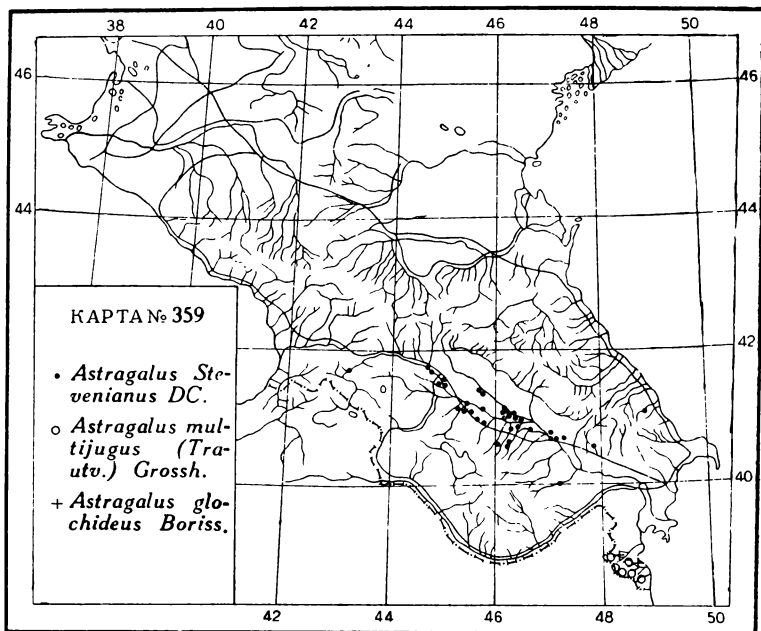 38 40 42 44 46 48 50
46 46
44 44
КАРТА № 359
42
• Astragalus Ste-
venianus DC.
○ Astragalus mul-
tijugus (Tra-
utv.) Grossh.
+ Astragalus glo-
chideus Boriss.
40
42 44 46 48 50